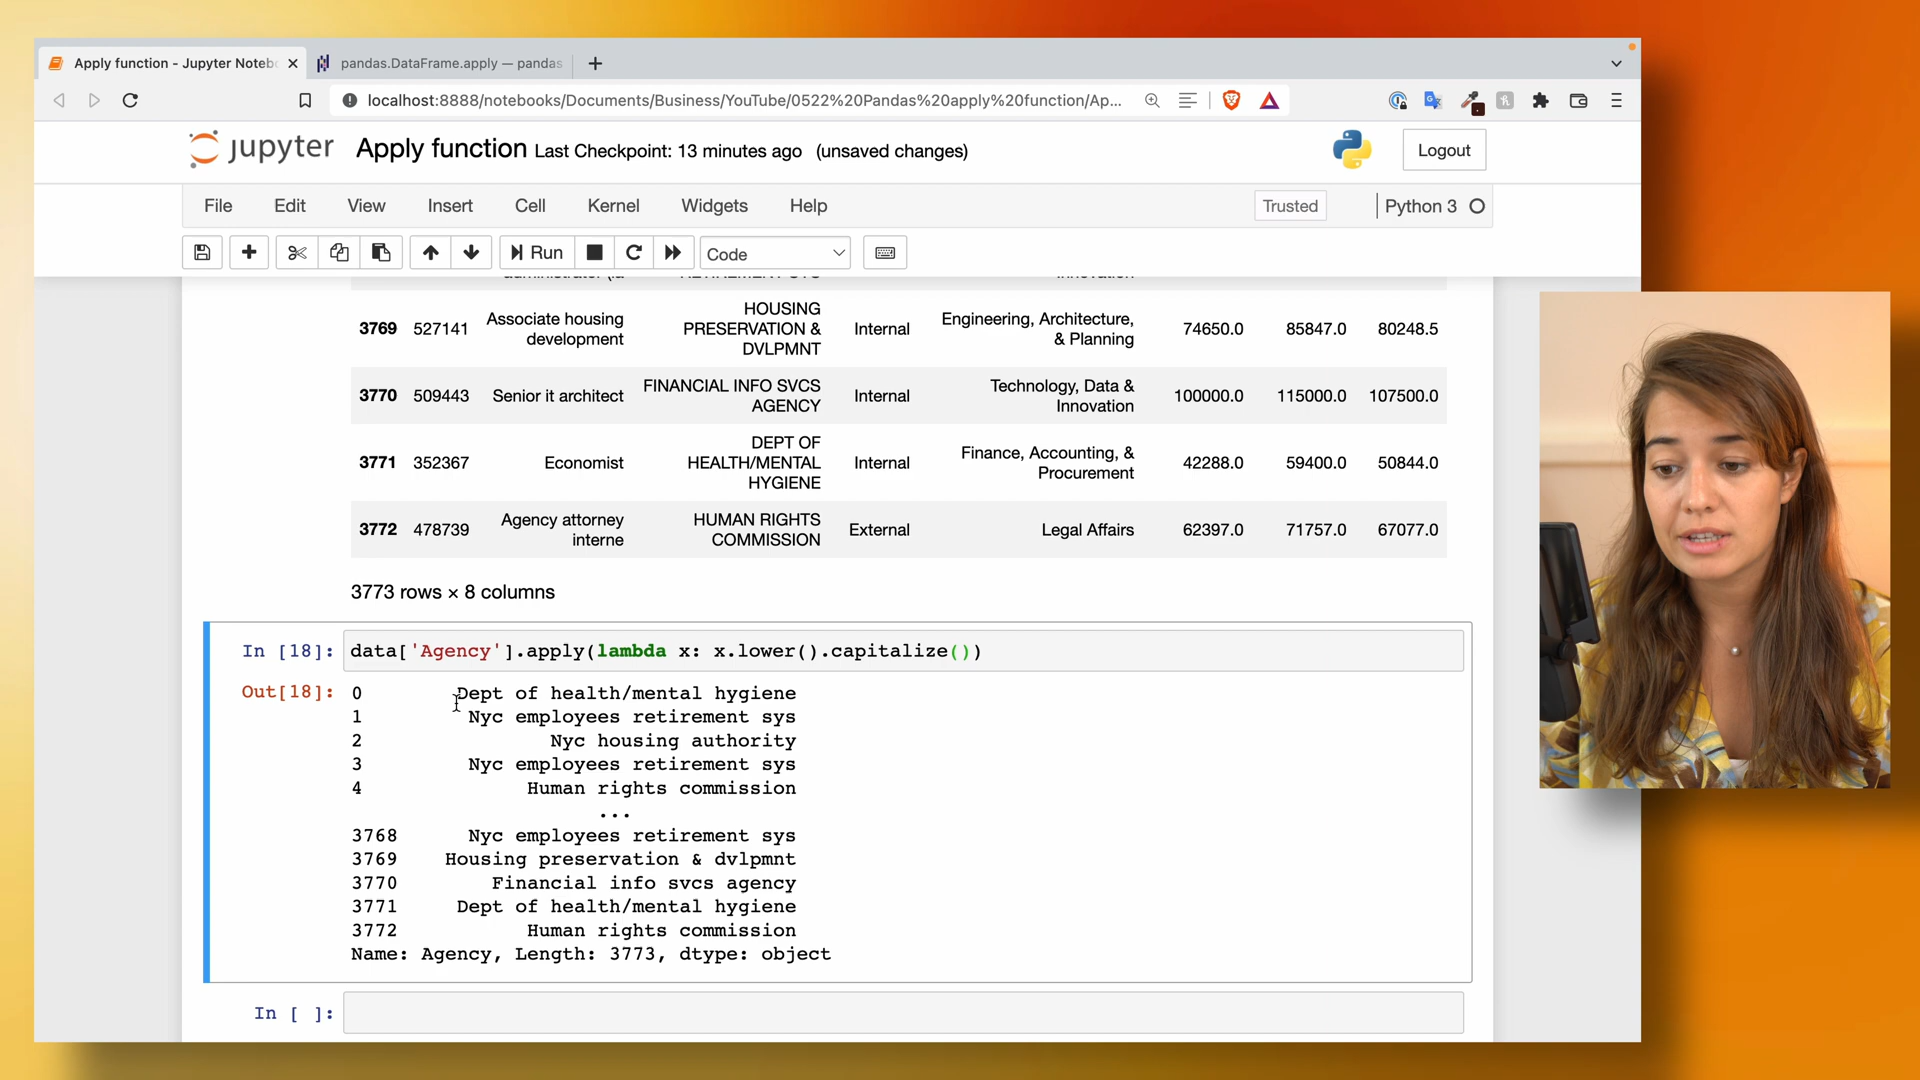 Apply function - Jupyter Noteb
pandas.DataFrame.apply — pandas
localhost:8888/notebooks/Documents/Business/YouTube/0522%20Pandas%20apply%20function/Ap...
jupyter Apply function Last Checkpoint: 13 minutes ago (unsaved changes)
Logout
File Edit View Insert Cell Kernel Widgets Help
Trusted
Python 3
Run
Code
3769 527141 Associate housing development HOUSING PRESERVATION & DVLPMNT Internal Engineering, Architecture, & Planning 74650.0 85847.0 80248.5
3770 509443 Senior it architect FINANCIAL INFO SVCS AGENCY Internal Technology, Data & Innovation 100000.0 115000.0 107500.0
3771 352367 Economist DEPT OF HEALTH/MENTAL HYGIENE Internal Finance, Accounting, & Procurement 42288.0 59400.0 50844.0
3772 478739 Agency attorney interne HUMAN RIGHTS COMMISSION External Legal Affairs 62397.0 71757.0 67077.0
3773 rows × 8 columns
In [18]: data['Agency'].apply(lambda x: x.lower().capitalize())
Out[18]: 0 Dept of health/mental hygiene
1 Nyc employees retirement sys
2 Nyc housing authority
3 Nyc employees retirement sys
4 Human rights commission
...
3768 Nyc employees retirement sys
3769 Housing preservation & dvlpmnt
3770 Financial info svcs agency
3771 Dept of health/mental hygiene
3772 Human rights commission
Name: Agency, Length: 3773, dtype: object
In [ ]: